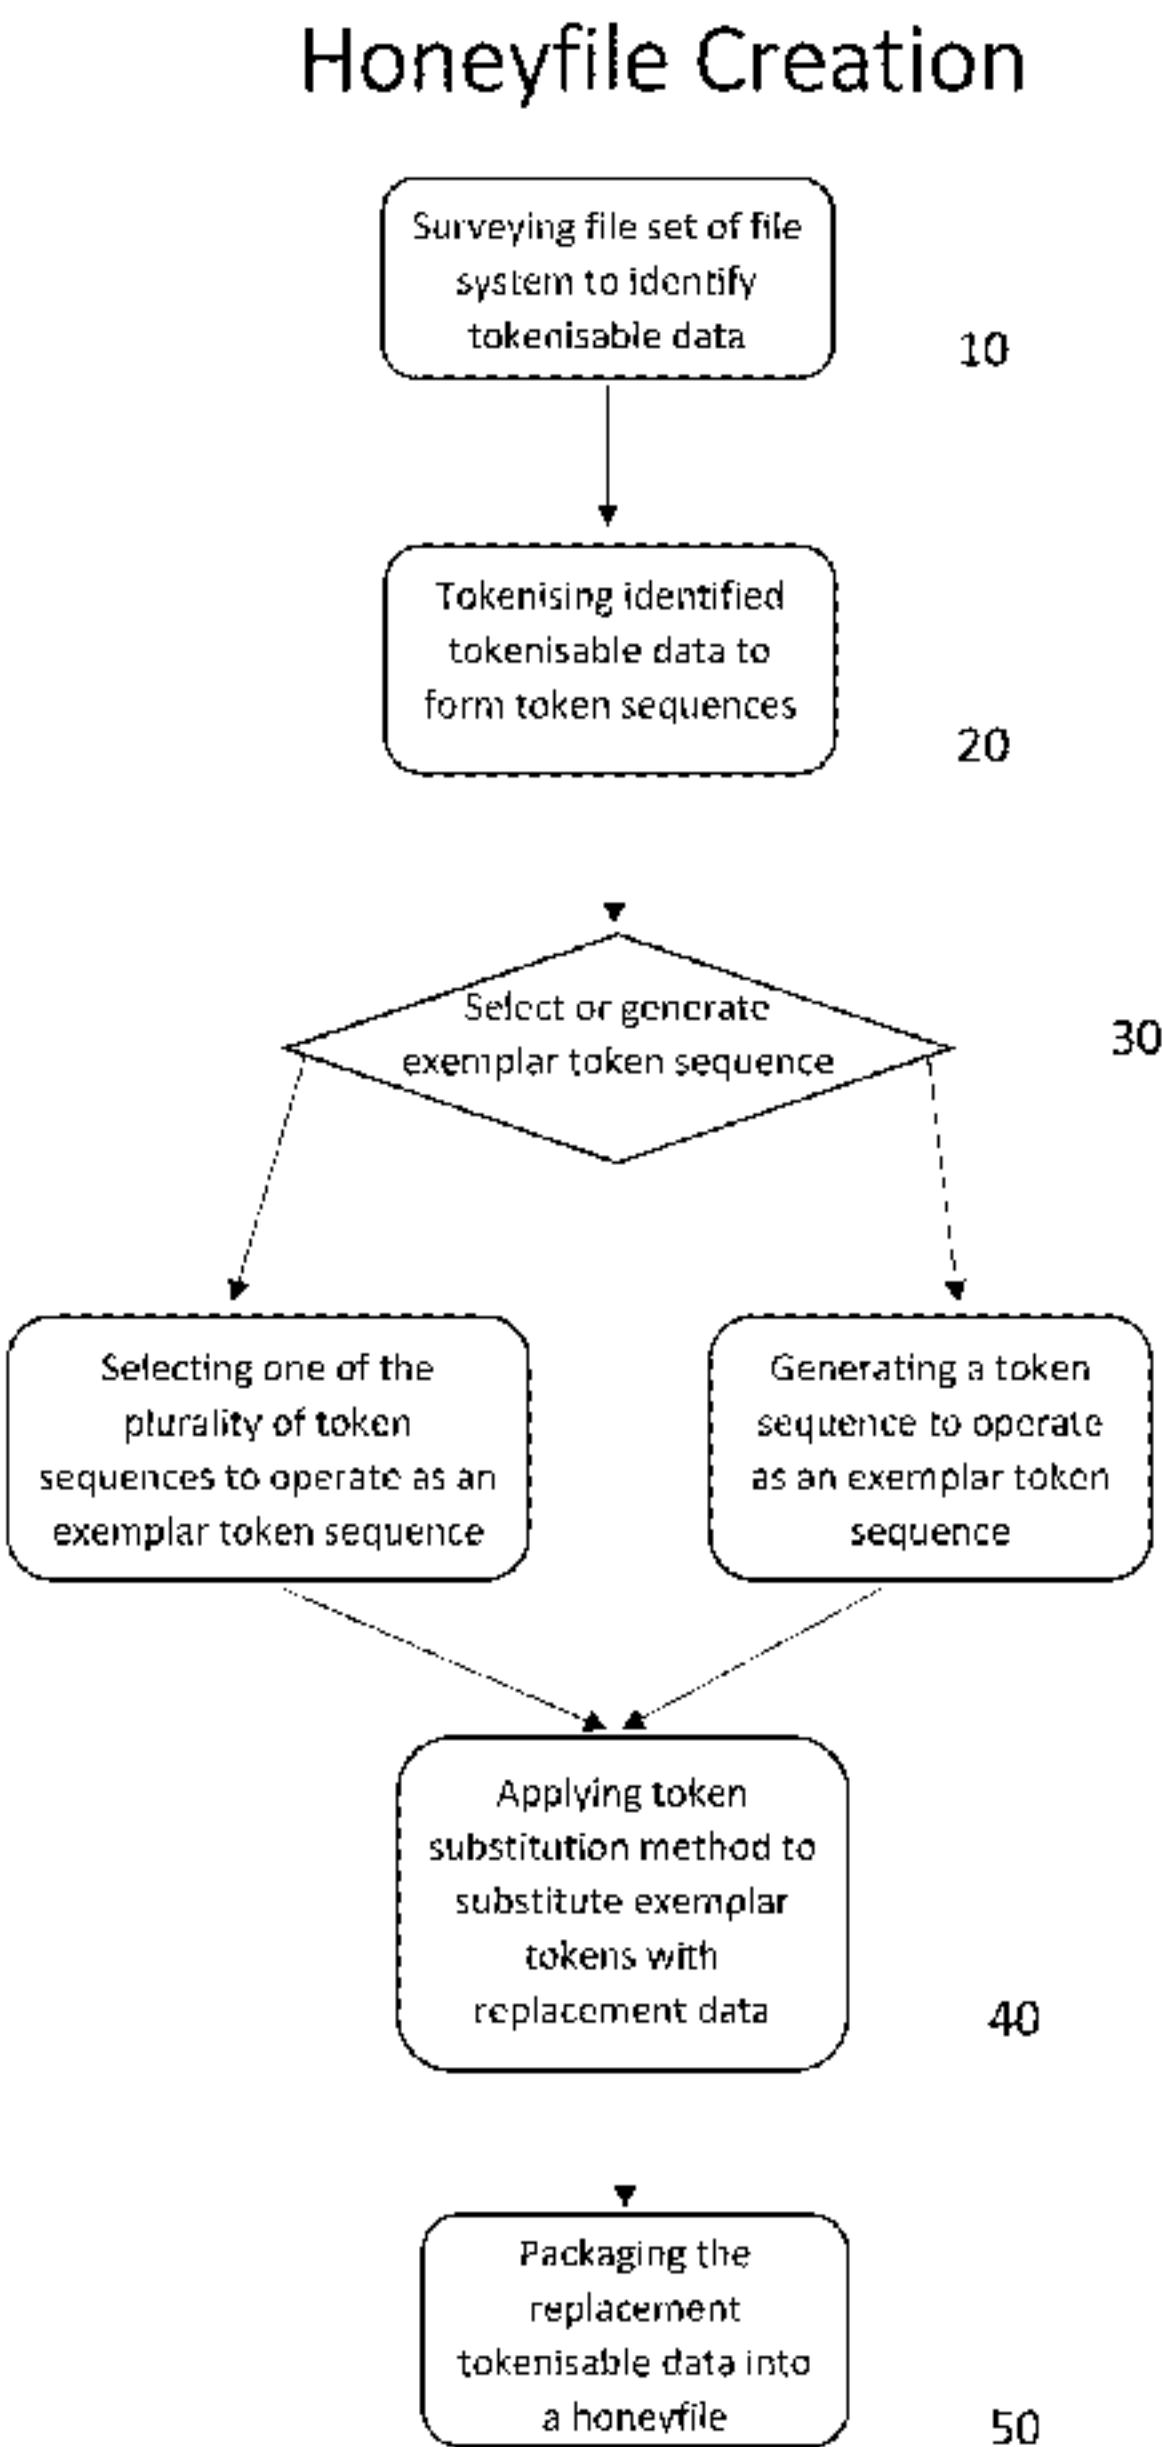 Honeyfile Creation
Surveying file set of file
system to identify
tokenisable data
10
Tokenising identified
tokenisable data to
form token sequences
20
Select or generate
exemplar token sequence
30
Selecting one of the
plurality of token
sequences to operate as an
exemplar token sequence
Generating a token
sequence to operate
as an exemplar token
sequence
Applying token
substitution method to
substitute exemplar
tokens with
replacement data
40
Packaging the
replacement
tokenisable data into
a honeyfile
50